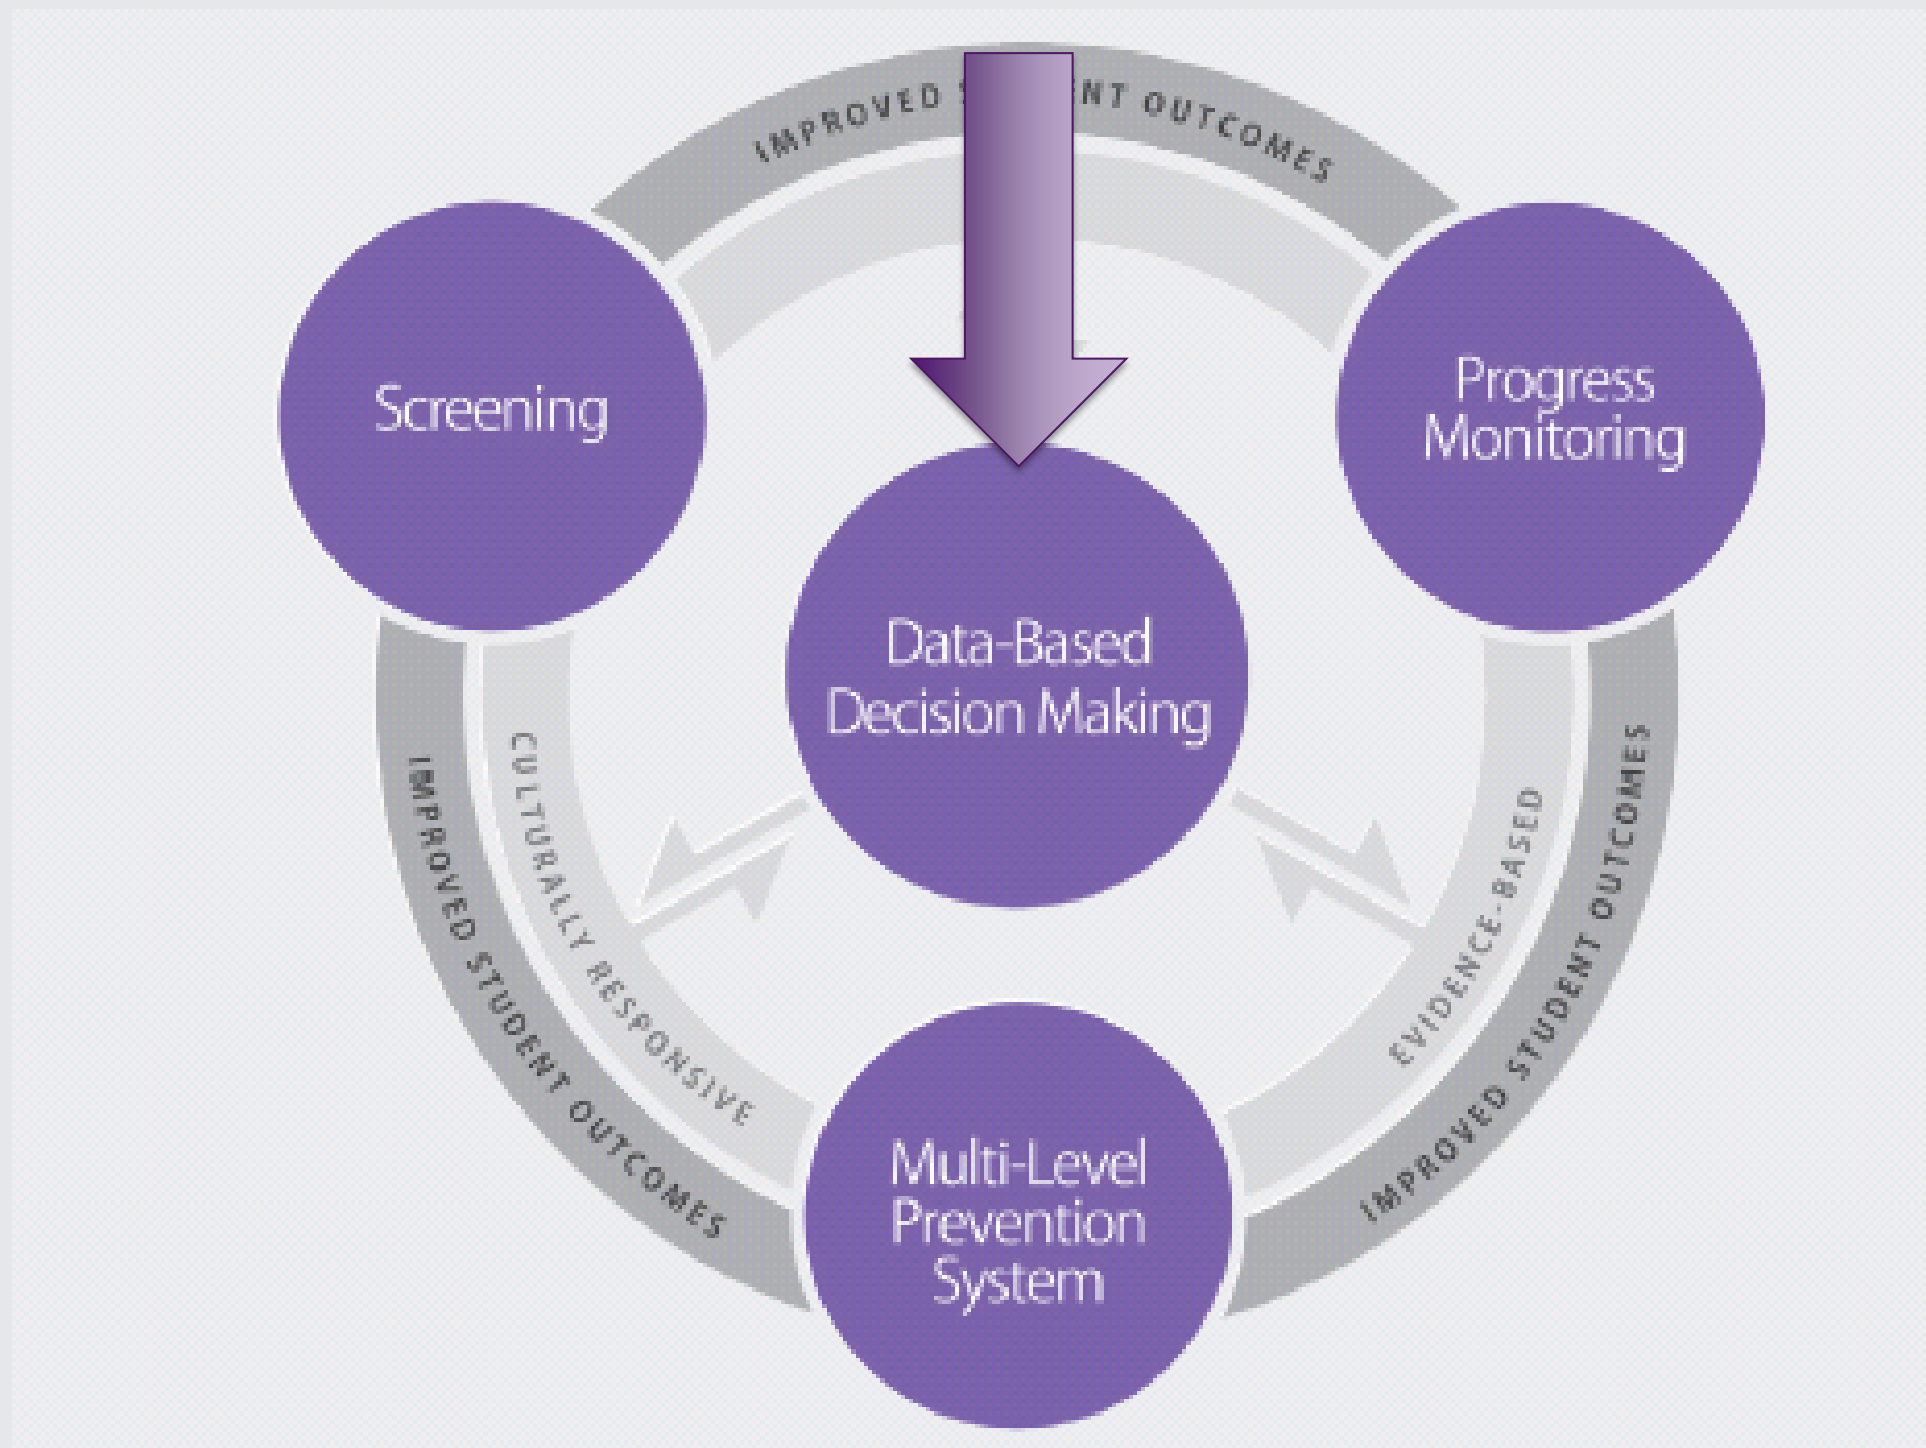 IMPROVED S NT OUTCOMES
Screening
Progress
Monitoring
Data-Based
Decision Making
CULTURALLY RESPONSIVE
EVIDENCE-BASED
IMPROVED STUDENT OUTCOMES
IMPROVED STUDENT OUTCOMES
Multi-Level
Prevention
System